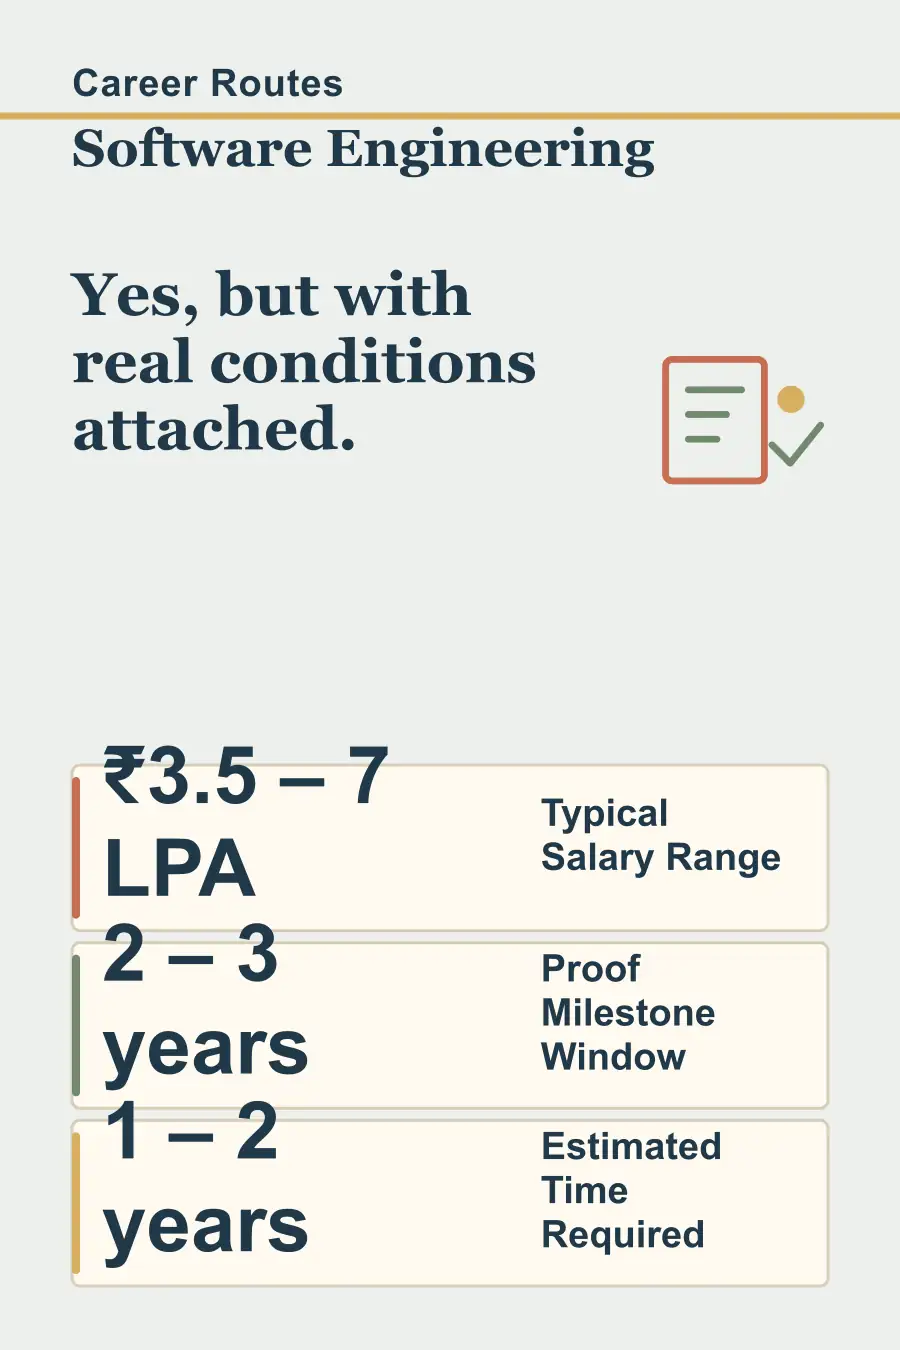 Career Routes
Software Engineering
Yes, but with
real conditions
attached.
₹3.5 – 7
LPA
Typical
Salary Range
2 – 3
years
Proof
Milestone
Window
1 – 2
years
Estimated
Time
Required